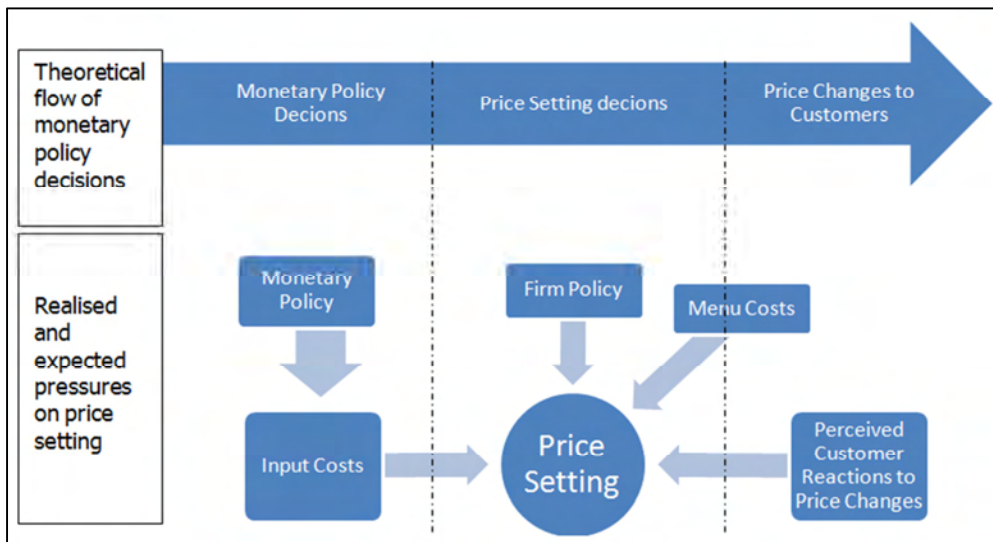 Theoretical
flow of
monetary
policy
decisions
Monetary Policy
Decions
Price Setting decions
Price Changes to
Customers
Realised
and
expected
pressures
on price
setting
Monetary
Policy
Firm Policy
Menu Costs
Input Costs
Price
Setting
Perceived
Customer
Reactions to
Price Changes